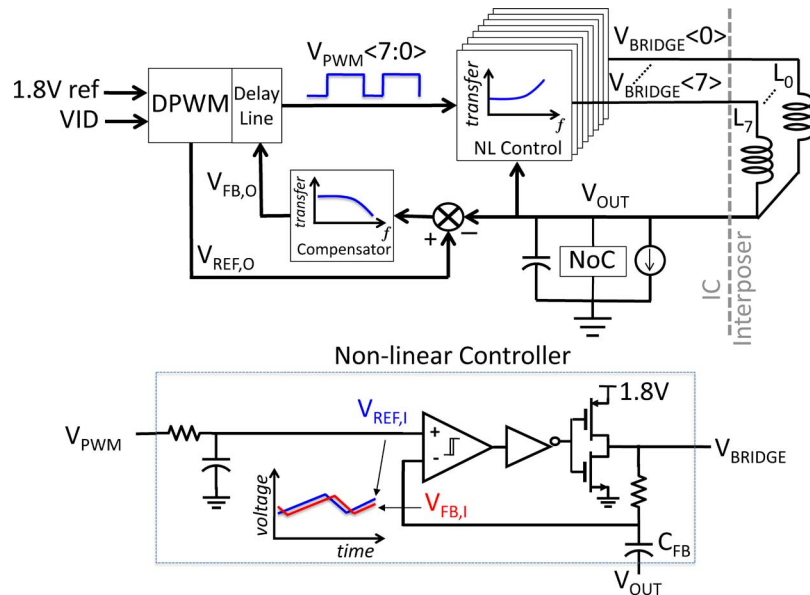 V_PWM<7:0>
V_BRIDGE<0>
V_BRIDGE<7>
1.8V ref
VID
DPWM
Delay
Line
transfer
f
NL Control
L_0
L_7
V_FB,O
transfer
f
Compensator
V_OUT
+
−
V_REF,O
NoC
IC
Interposer
Non-linear Controller
1.8V
V_PWM
V_REF,I
+
-
V_BRIDGE
voltage
V_FB,I
time
C_FB
V_OUT